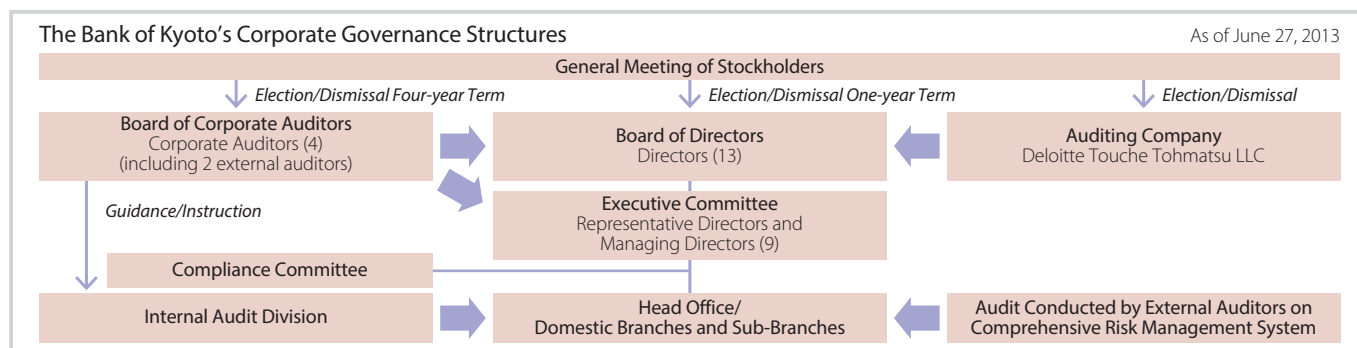 The Bank of Kyoto's Corporate Governance Structures
As of June 27, 2013
General Meeting of Stockholders
Election/Dismissal Four-year Term
Election/Dismissal One-year Term
Election/Dismissal
Board of Corporate Auditors
Corporate Auditors (4)
(including 2 external auditors)
Board of Directors
Directors (13)
Auditing Company
Deloitte Touche Tohmatsu LLC
Guidance/Instruction
Executive Committee
Representative Directors and
Managing Directors (9)
Compliance Committee
Internal Audit Division
Head Office/
Domestic Branches and Sub-Branches
Audit Conducted by External Auditors on
Comprehensive Risk Management System